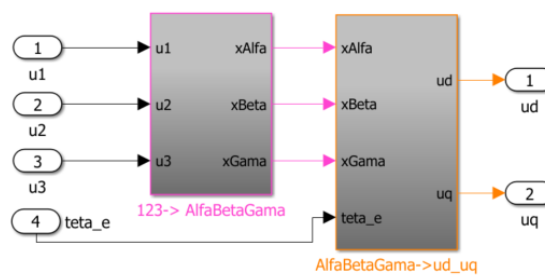 1
u1
2
u2
3
u3
4
teta_e
u1
u2
u3
xAlfa
xBeta
xGama
123-> AlfaBetaGama
xAlfa
xBeta
xGama
teta_e
ud
uq
AlfaBetaGama->ud_uq
1
ud
2
uq